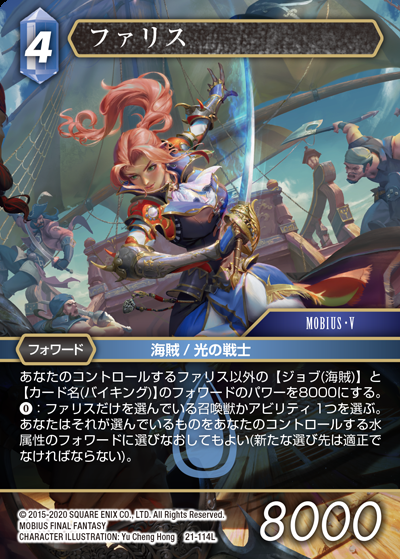 4
ファリス
MOBIUS・V
フォワード
海賊 / 光の戦士
あなたのコントロールするファリス以外の【ジョブ(海賊)】と
【カード名(バイキング)】のフォワードのパワーを8000にする。
0：ファリスだけを選んでいる召喚獣かアビリティ1つを選ぶ。
あなたはそれが選んでいるものをあなたのコントロールする水
属性のフォワードに選びなおしてもよい(新たな選び先は適正で
なければならない)。
© 2015-2020 SQUARE ENIX CO., LTD. All Rights Reserved.
MOBIUS FINAL FANTASY
CHARACTER ILLUSTRATION: Yu Cheng Hong 21-114L
8000